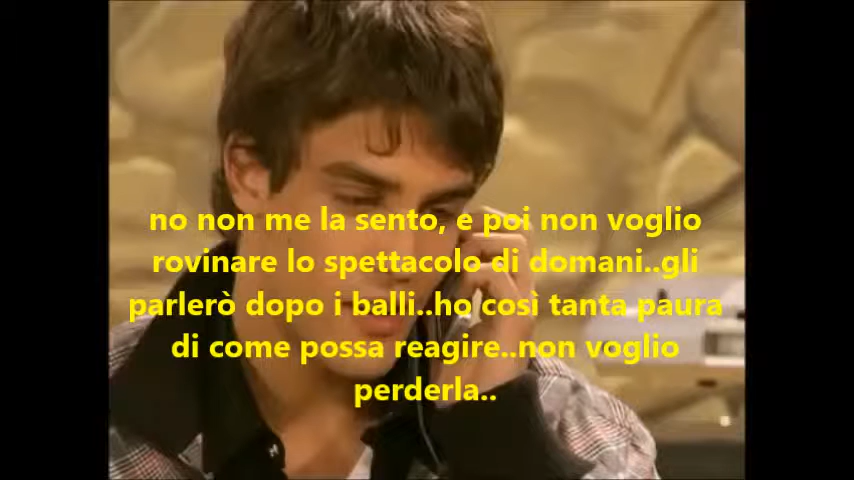 no non me la sento, e poi non voglio
rovinare lo spettacolo di domani..gli
parlerò dopo i balli..ho così tanta paura
di come possa reagire..non voglio
perderla..